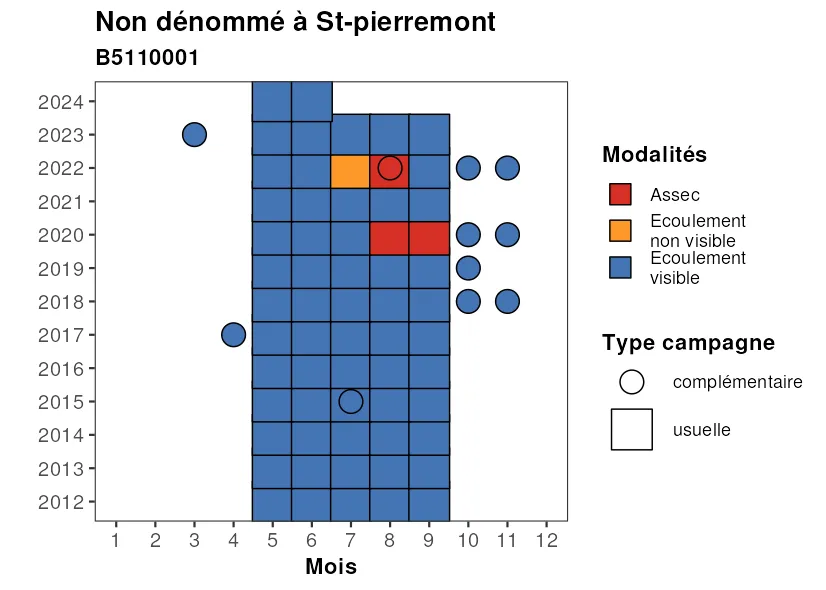 Non dénommé à St-pierremont
B5110001
2024
2023
2022
2021
2020
2019
2018
2017
2016
2015
2014
2013
2012
1 2 3 4 5 6 7 8 9 10 11 12
Mois
Modalités
Assec
Ecoulement
non visible
Ecoulement
visible
Type campagne
complémentaire
usuelle